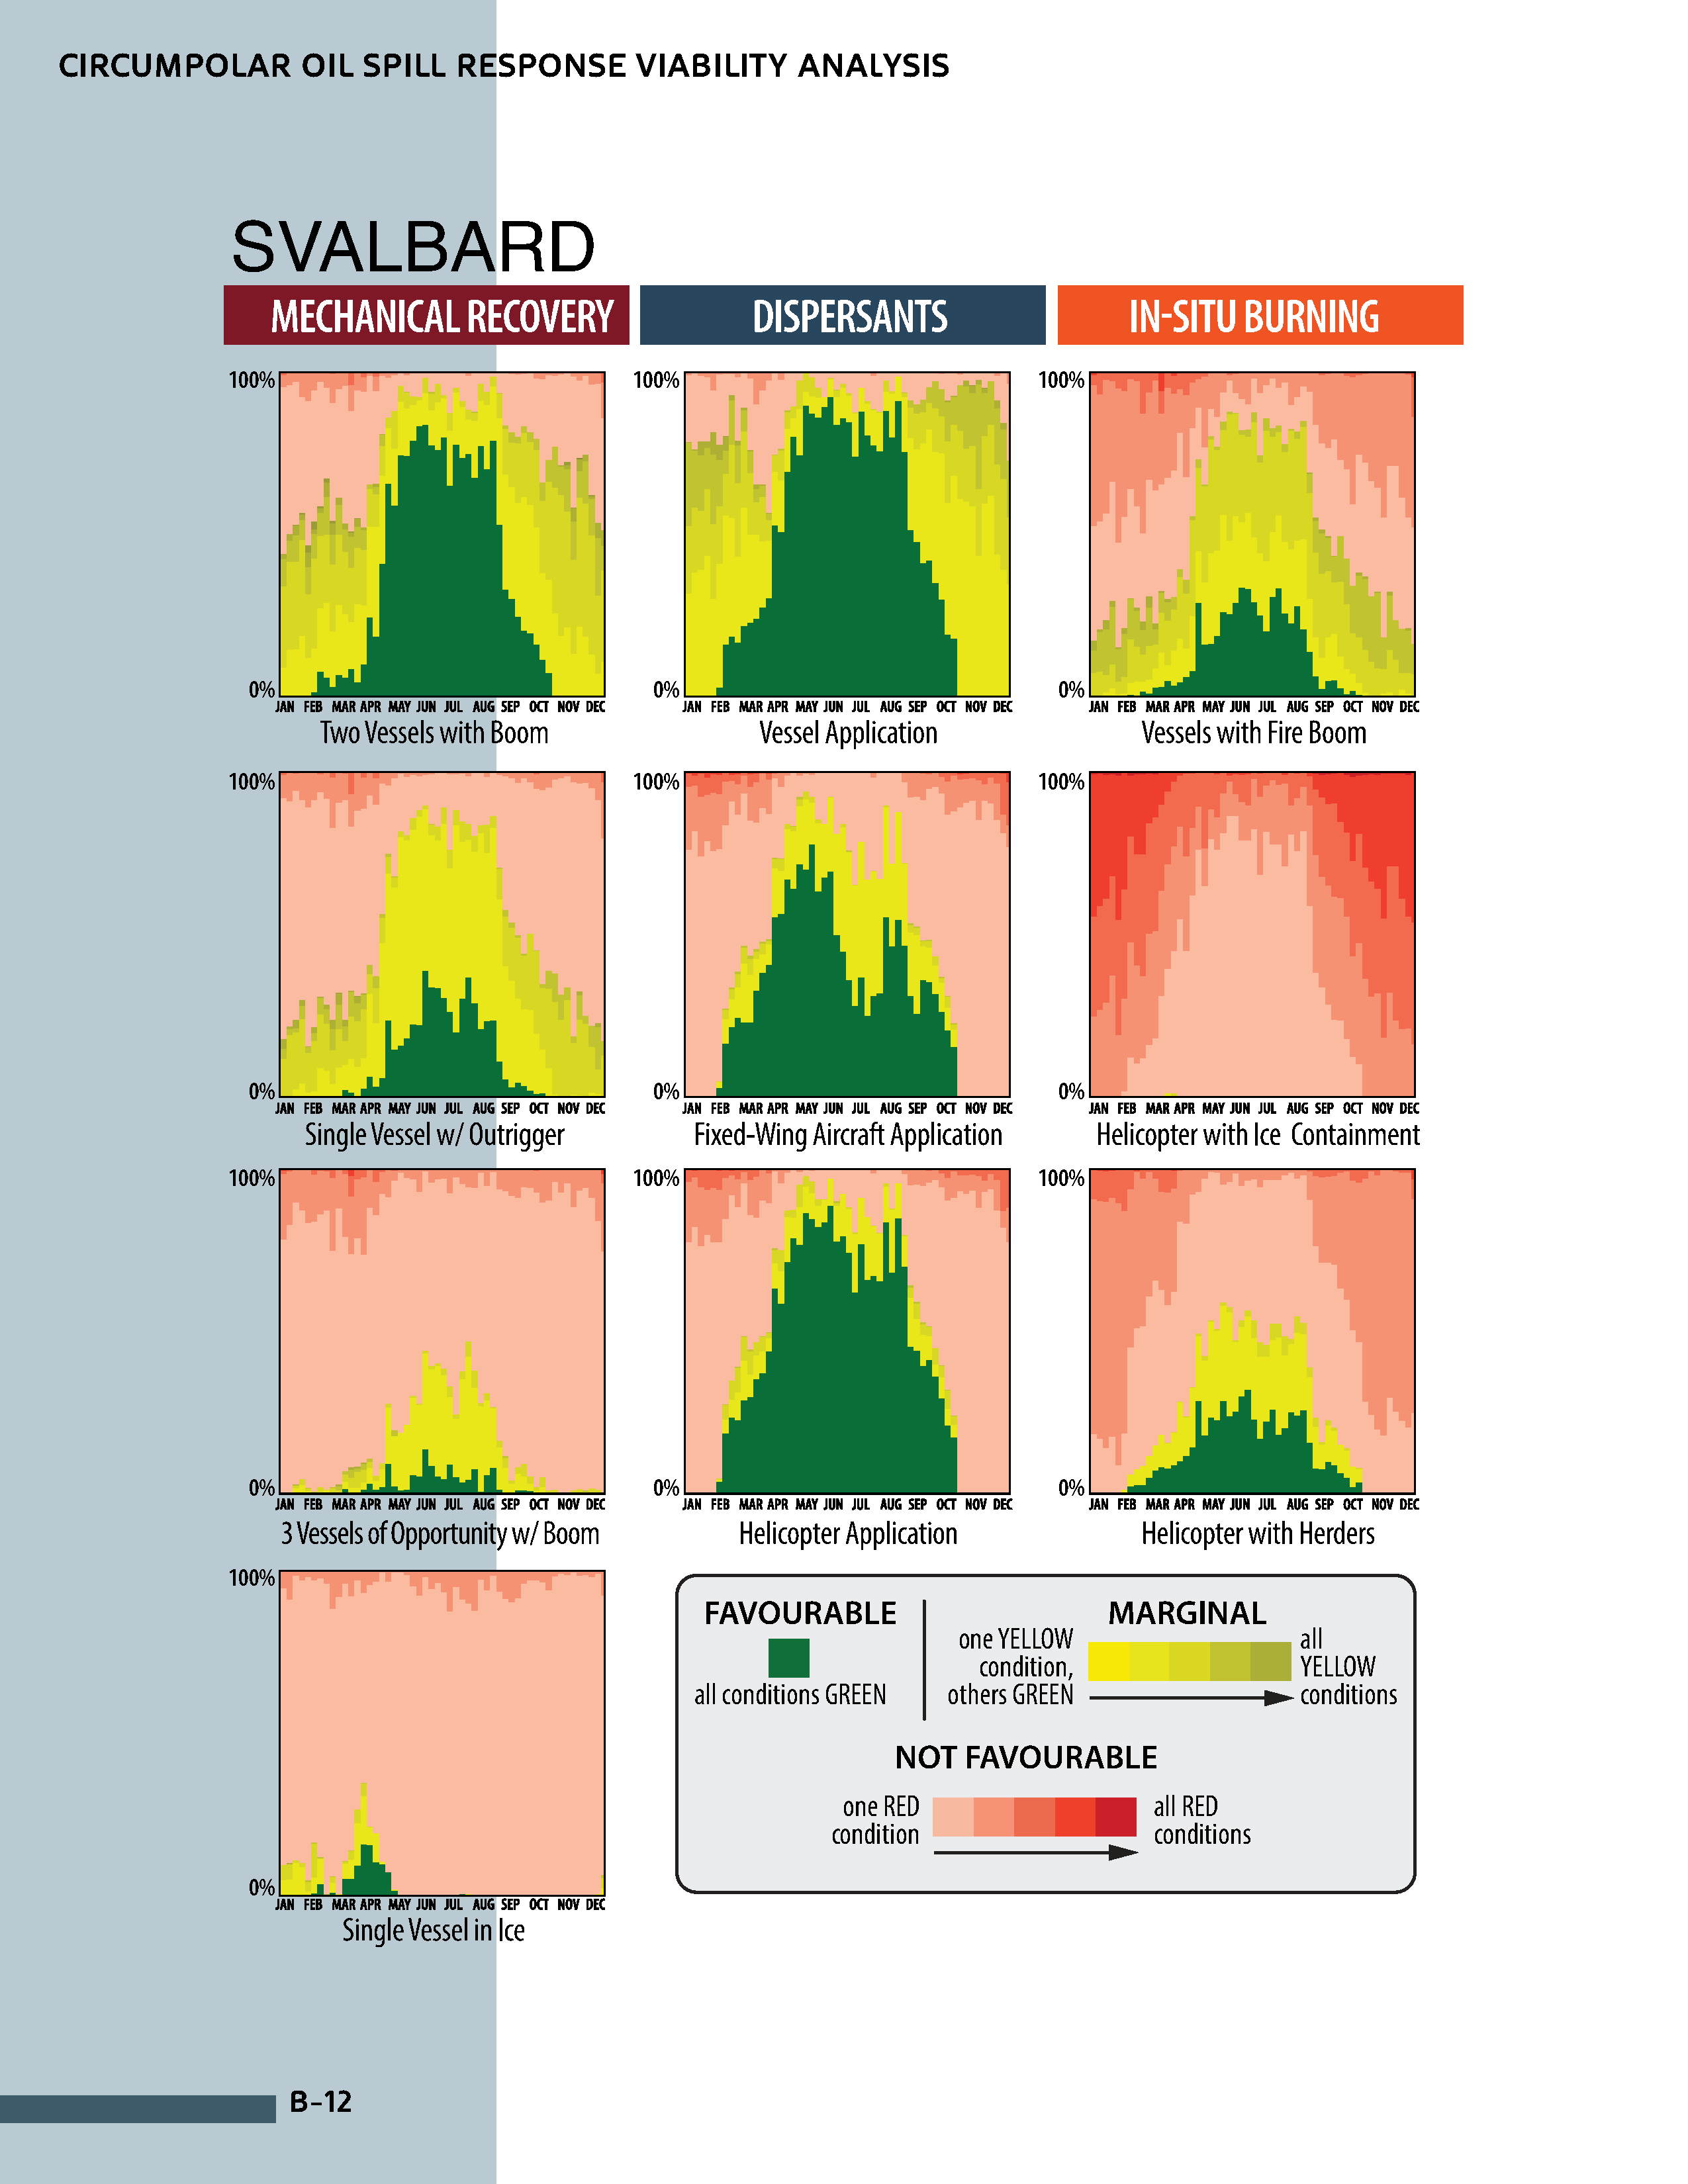 CIRCUMPOLAR OIL SPILL RESPONSE VIABILITY ANALYSIS
SVALBARD
MECHANICAL RECOVERY
DISPERSANTS
IN-SITU BURNING
100%
0%
JAN FEB MAR APR MAY JUN JUL AUG SEP OCT NOV DEC
Two Vessels with Boom
100%
0%
JAN FEB MAR APR MAY JUN JUL AUG SEP OCT NOV DEC
Vessel Application
100%
0%
JAN FEB MAR APR MAY JUN JUL AUG SEP OCT NOV DEC
Vessels with Fire Boom
100%
0%
JAN FEB MAR APR MAY JUN JUL AUG SEP OCT NOV DEC
Single Vessel w/ Outrigger
100%
0%
JAN FEB MAR APR MAY JUN JUL AUG SEP OCT NOV DEC
Fixed-Wing Aircraft Application
100%
0%
JAN FEB MAR APR MAY JUN JUL AUG SEP OCT NOV DEC
Helicopter with Ice Containment
100%
0%
JAN FEB MAR APR MAY JUN JUL AUG SEP OCT NOV DEC
3 Vessels of Opportunity w/ Boom
100%
0%
JAN FEB MAR APR MAY JUN JUL AUG SEP OCT NOV DEC
Helicopter Application
100%
0%
JAN FEB MAR APR MAY JUN JUL AUG SEP OCT NOV DEC
Helicopter with Herders
100%
0%
JAN FEB MAR APR MAY JUN JUL AUG SEP OCT NOV DEC
Single Vessel in Ice
FAVOURABLE
all conditions GREEN
MARGINAL
one YELLOW
condition,
others GREEN
all
YELLOW
conditions
NOT FAVOURABLE
one RED
condition
all RED
conditions
B-12